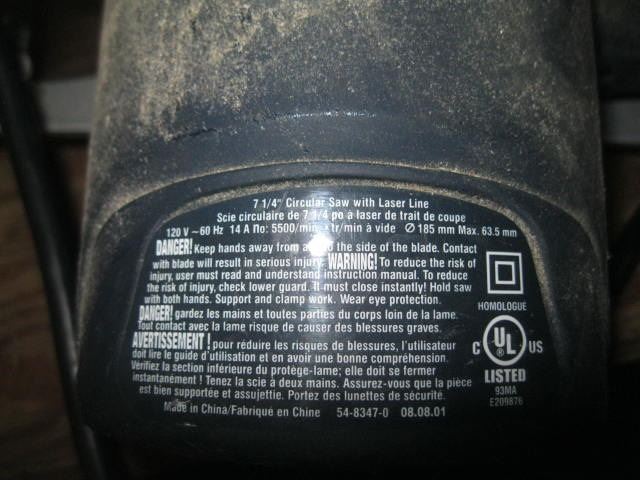 7 1/4" Circular Saw with Laser Line
Scie circulaire de 7 1/4 po à laser de trait de coupe
120 V ~ 60 Hz 14 A no: 5500/min tr/min à vide Ø 185 mm Max. 63.5 mm
DANGER! Keep hands away from to the side of the blade. Contact
with blade will result in serious injury. WARNING! To reduce the risk of
injury, user must read and understand instruction manual. To reduce
the risk of injury, check lower guard. It must close instantly! Hold saw
with both hands. Support and clamp work. Wear eye protection.
DANGER! gardez les mains et toutes parties du corps loin de la lame.
Tout contact avec la lame risque de causer des blessures graves.
AVERTISSEMENT! pour réduire les risques de blessures, l'utilisateur
doit lire le guide d'utilisation et en avoir une bonne compréhension.
Vérifiez la section inférieure du protége-lame; elle doit se fermer
instantanément! Tenez la scie à deux mains. Assurez-vous que la pièce
est bien supportée et assujettie. Portez des lunettes de sécurité.
Made in China/Fabriqué en Chine 54-8347-0 08.08.01
HOMOLOGUE
C UL US
LISTED
93MA
E209876